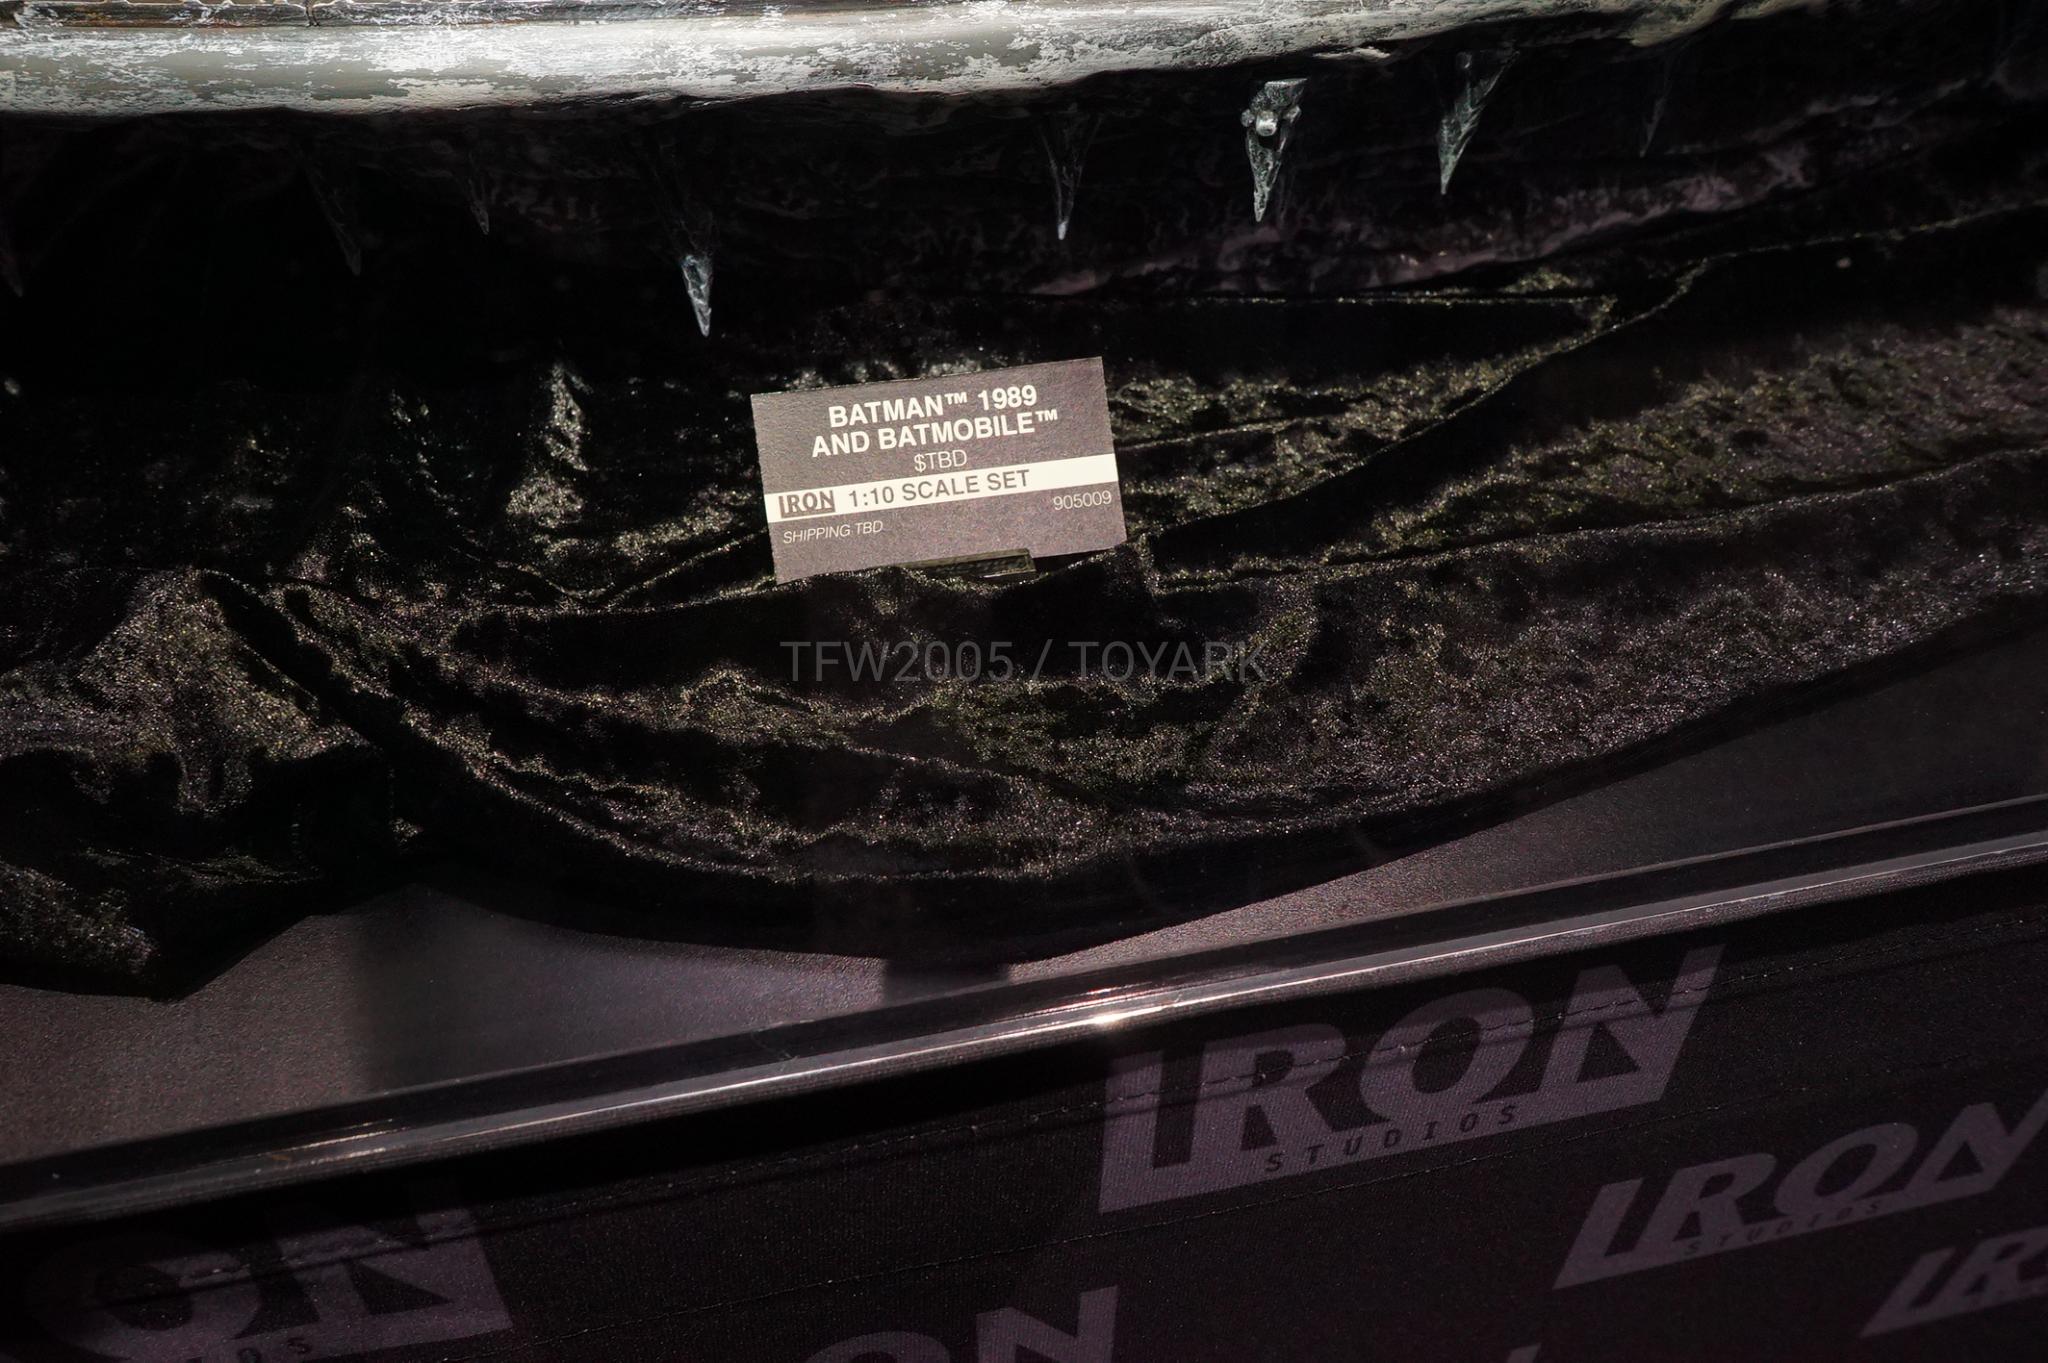 BATMAN™ 1989
AND BATMOBILE™
$TBD
IRON 1:10 SCALE SET
905009
SHIPPING TBD
TFW2005 / TOYARK
IRON
STUDIOS
IRON
STUDIOS